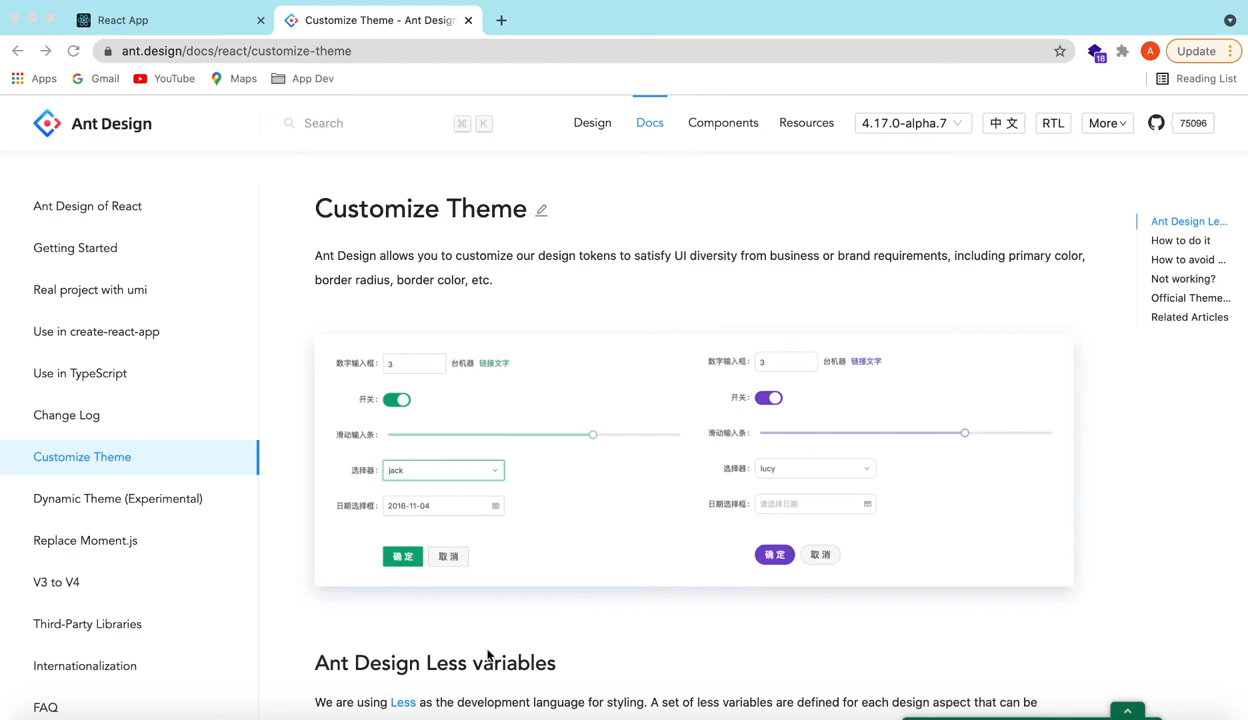 React App
Customize Theme - Ant Design
ant.design/docs/react/customize-theme
18
A
Update
Apps
Gmail
YouTube
Maps
App Dev
Reading List
Ant Design
Search
⌘ K
Design
Docs
Components
Resources
4.17.0-alpha.7
中 文
RTL
More
75096
Ant Design of React
Getting Started
Real project with umi
Use in create-react-app
Use in TypeScript
Change Log
Customize Theme
Dynamic Theme (Experimental)
Replace Moment.js
V3 to V4
Third-Party Libraries
Internationalization
FAQ
Customize Theme
Ant Design allows you to customize our design tokens to satisfy UI diversity from business or brand requirements, including primary color,
border radius, border color, etc.
数字输入框: 3 台机器 链接文字
开关:
滑动输入条:
选择器: jack
日期选择框: 2016-11-04
确 定 取 消
数字输入框: 3 台机器 链接文字
开关:
滑动输入条:
选择器: lucy
日期选择框: 请选择日期
确 定 取 消
Ant Design Less variables
We are using Less as the development language for styling. A set of less variables are defined for each design aspect that can be
Ant Design Le...
How to do it
How to avoid ...
Not working?
Official Theme...
Related Articles